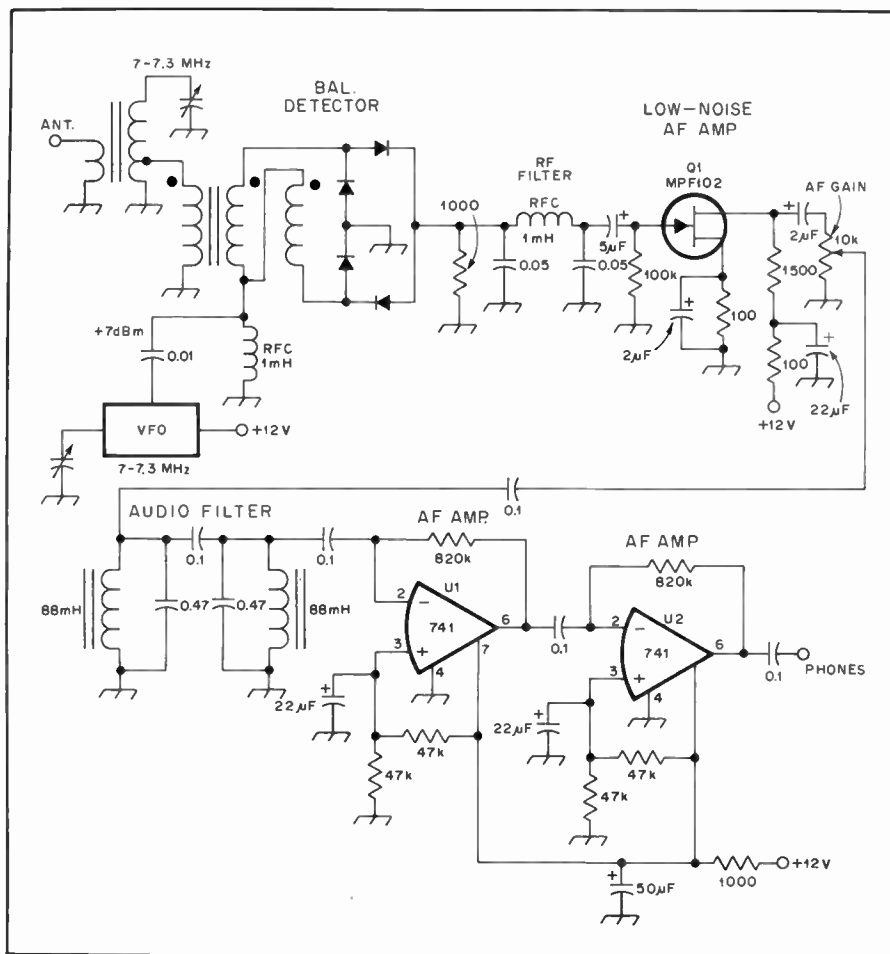 7-7.3 MHz
ANT.
BAL.
DETECTOR
LOW-NOISE
AF AMP
RF
FILTER
RFC
1mH
1000
0.05
0.05
5µF
+
100k
Q1
MPF102
+
2µF
100
+
2µF
AF GAIN
10k
1500
100
+
22µF
+12V
+7dBm
0.01
RFC
1mH
VFO
+12V
7-7.3 MHz
0.1
AUDIO FILTER
88mH
0.47
0.1
0.47
88mH
0.1
AF AMP.
820k
U1
741
2
-
3
+
4
6
7
22µF
+
47k
47k
0.1
AF AMP
820k
U2
741
2
-
3
+
4
6
0.1
PHONES
22µF
+
47k
47k
+
50µF
1000
+12V